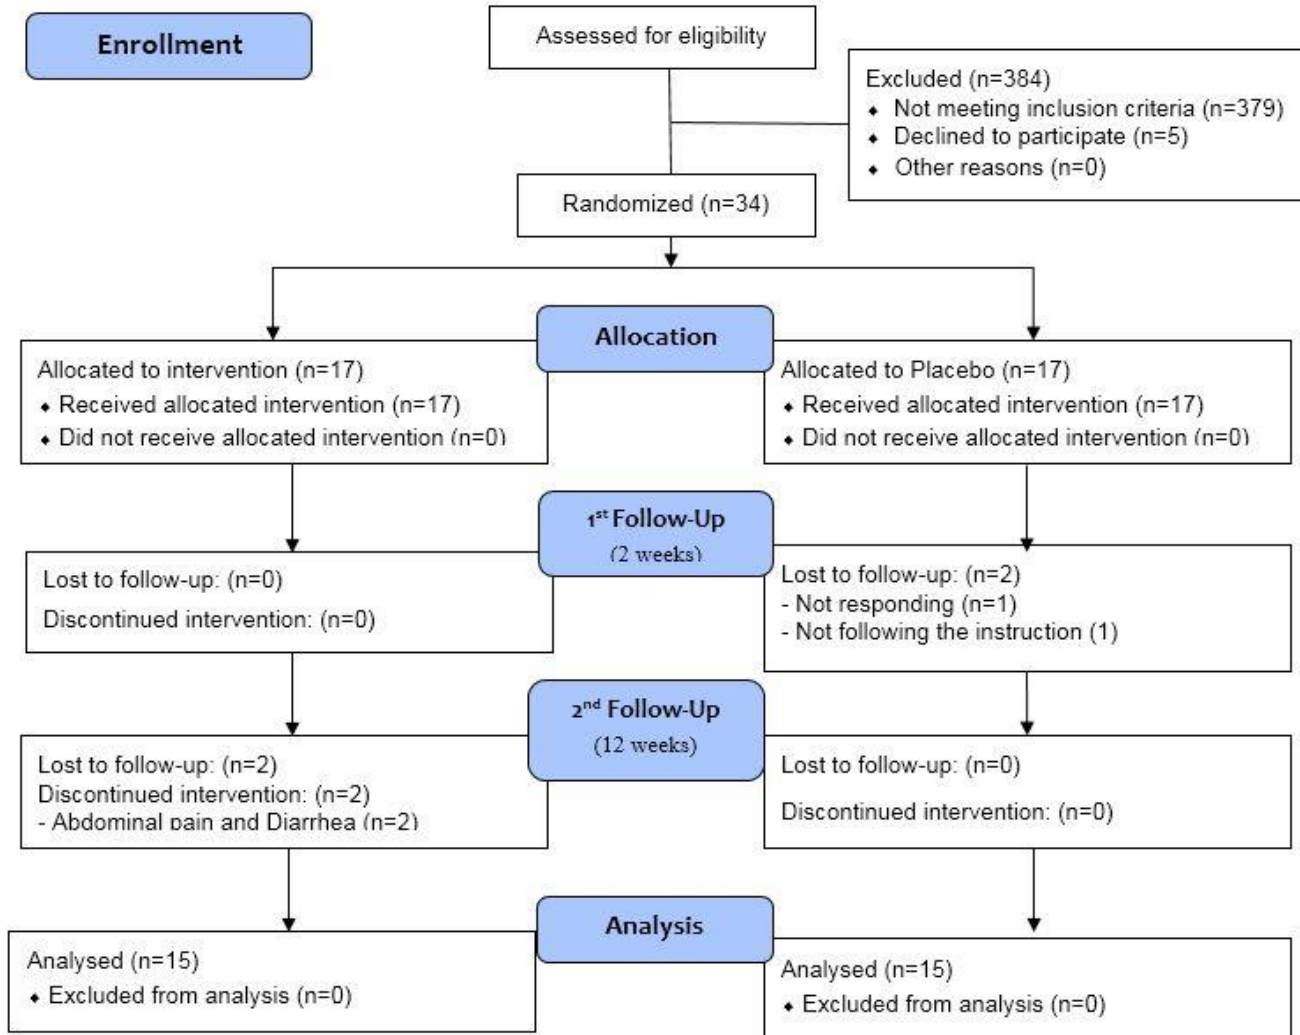 Enrollment
Assessed for eligibility
Excluded (n=384)
⬥ Not meeting inclusion criteria (n=379)
⬥ Declined to participate (n=5)
⬥ Other reasons (n=0)
Randomized (n=34)
Allocation
Allocated to intervention (n=17)
⬥ Received allocated intervention (n=17)
⬥ Did not receive allocated intervention (n=0)
Allocated to Placebo (n=17)
⬥ Received allocated intervention (n=17)
⬥ Did not receive allocated intervention (n=0)
1st Follow-Up
(2 weeks)
Lost to follow-up: (n=0)
Discontinued intervention: (n=0)
Lost to follow-up: (n=2)
- Not responding (n=1)
- Not following the instruction (1)
2nd Follow-Up
(12 weeks)
Lost to follow-up: (n=2)
Discontinued intervention: (n=2)
- Abdominal pain and Diarrhea (n=2)
Lost to follow-up: (n=0)
Discontinued intervention: (n=0)
Analysis
Analysed (n=15)
⬥ Excluded from analysis (n=0)
Analysed (n=15)
⬥ Excluded from analysis (n=0)